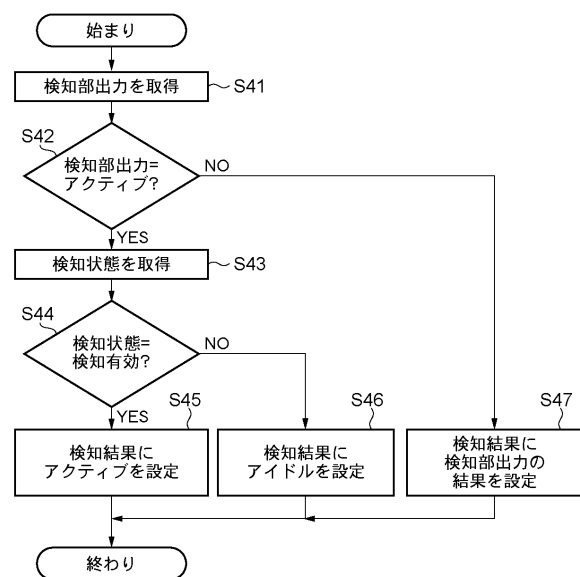 始まり
検知部出力を取得
S41
S42
検知部出力=
アクティブ?
NO
YES
検知状態を取得
S43
S44
検知状態=
検知有効?
NO
YES
S45
検知結果に
アクティブを設定
S46
検知結果に
アイドルを設定
S47
検知結果に
検知部出力の
結果を設定
終わり